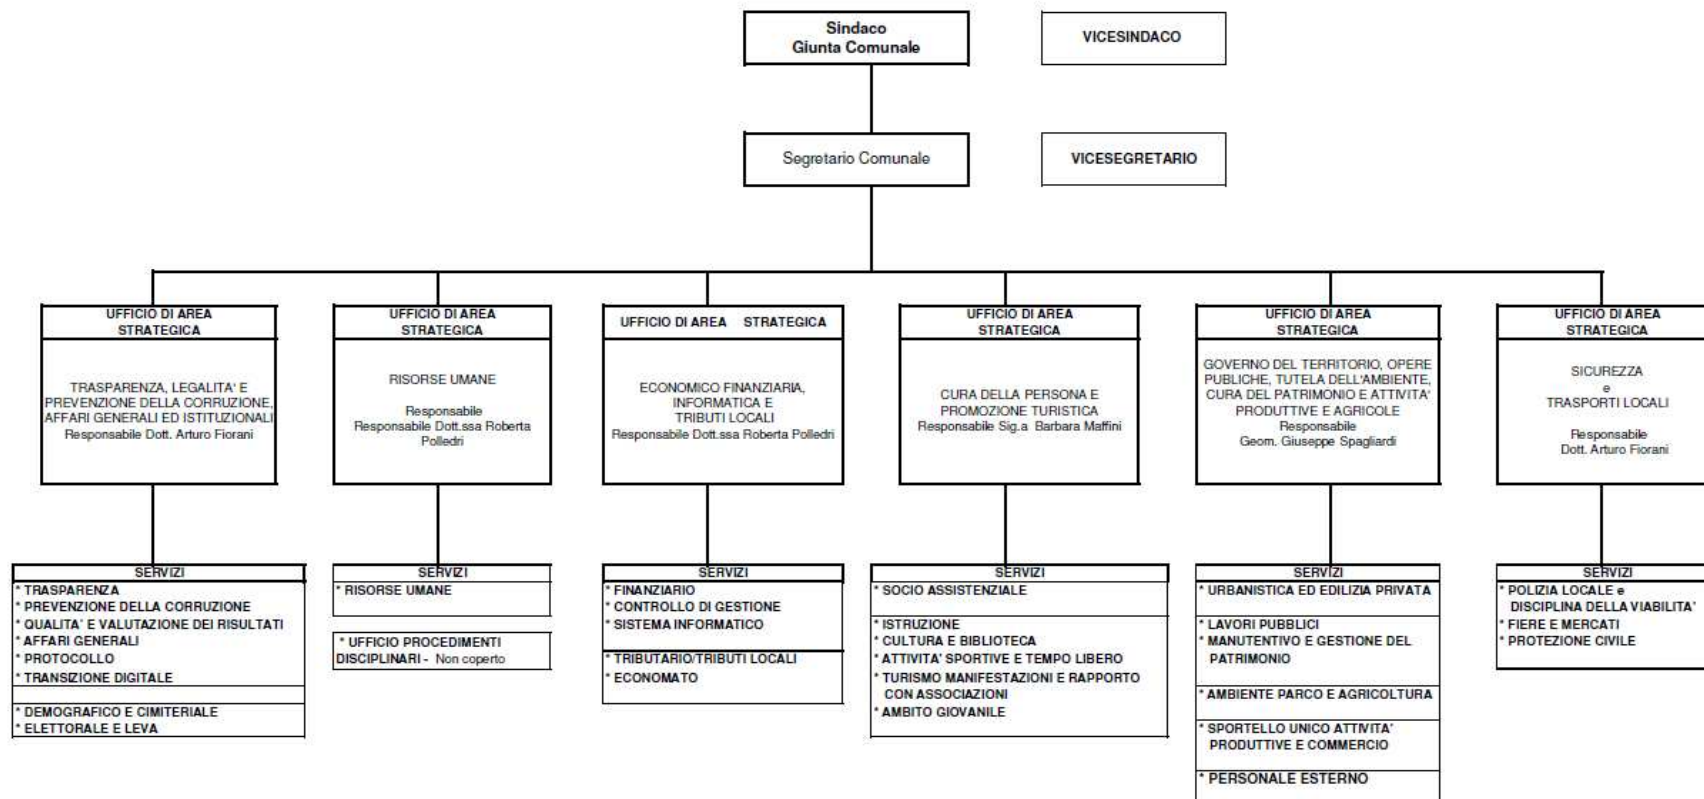 Sindaco
Giunta Comunale
VICESINDACO
Segretario Comunale
VICESEGRETARIO
UFFICIO DI AREA
STRATEGICA
TRASPARENZA, LEGALITA' E
PREVENZIONE DELLA CORRUZIONE,
AFFARI GENERALI ED ISTITUZIONALI
Responsabile Dott. Arturo Fiorani
UFFICIO DI AREA
STRATEGICA
RISORSE UMANE
Responsabile
Responsabile Dott.ssa Roberta
Polledri
UFFICIO DI AREA STRATEGICA
ECONOMICO FINANZIARIA,
INFORMATICA E
TRIBUTI LOCALI
Responsabile Dott.ssa Roberta Polledri
UFFICIO DI AREA
STRATEGICA
CURA DELLA PERSONA E
PROMOZIONE TURISTICA
Responsabile Sig.a Barbara Maffini
UFFICIO DI AREA
STRATEGICA
GOVERNO DEL TERRITORIO, OPERE
PUBLICHE, TUTELA DELL'AMBIENTE,
CURA DEL PATRIMONIO E ATTIVITA'
PRODUTTIVE E AGRICOLE
Responsabile
Geom. Giuseppe Spagliardi
UFFICIO DI AREA
STRATEGICA
SICUREZZA
e
TRASPORTI LOCALI
Responsabile
Dott. Arturo Fiorani
SERVIZI
* TRASPARENZA
* PREVENZIONE DELLA CORRUZIONE
* QUALITA' E VALUTAZIONE DEI RISULTATI
* AFFARI GENERALI
* PROTOCOLLO
* TRANSIZIONE DIGITALE
* DEMOGRAFICO E CIMITERIALE
* ELETTORALE E LEVA
SERVIZI
* RISORSE UMANE
* UFFICIO PROCEDIMENTI
DISCIPLINARI - Non coperto
SERVIZI
* FINANZIARIO
* CONTROLLO DI GESTIONE
* SISTEMA INFORMATICO
* TRIBUTARIO/TRIBUTI LOCALI
* ECONOMATO
SERVIZI
* SOCIO ASSISTENZIALE
* ISTRUZIONE
* CULTURA E BIBLIOTECA
* ATTIVITA' SPORTIVE E TEMPO LIBERO
* TURISMO MANIFESTAZIONI E RAPPORTO
CON ASSOCIAZIONI
* AMBITO GIOVANILE
SERVIZI
* URBANISTICA ED EDILIZIA PRIVATA
* LAVORI PUBBLICI
* MANUTENTIVO E GESTIONE DEL
PATRIMONIO
* AMBIENTE PARCO E AGRICOLTURA
* SPORTELLO UNICO ATTIVITA'
PRODUTTIVE E COMMERCIO
* PERSONALE ESTERNO
SERVIZI
* POLIZIA LOCALE e
DISCIPLINA DELLA VIABILITA'
* FIERE E MERCATI
* PROTEZIONE CIVILE